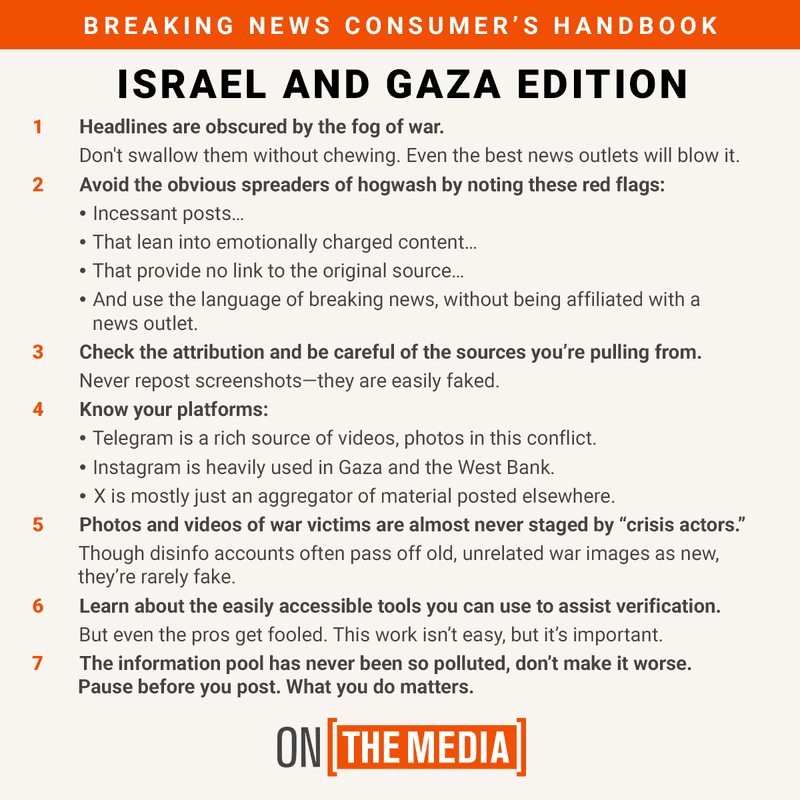 BREAKING NEWS CONSUMER’S HANDBOOK
ISRAEL AND GAZA EDITION
1 Headlines are obscured by the fog of war.
Don't swallow them without chewing. Even the best news outlets will blow it.
2 Avoid the obvious spreaders of hogwash by noting these red flags:
• Incessant posts…
• That lean into emotionally charged content…
• That provide no link to the original source…
• And use the language of breaking news, without being affiliated with a
news outlet.
3 Check the attribution and be careful of the sources you’re pulling from.
Never repost screenshots—they are easily faked.
4 Know your platforms:
• Telegram is a rich source of videos, photos in this conflict.
• Instagram is heavily used in Gaza and the West Bank.
• X is mostly just an aggregator of material posted elsewhere.
5 Photos and videos of war victims are almost never staged by “crisis actors.”
Though disinfo accounts often pass off old, unrelated war images as new,
they’re rarely fake.
6 Learn about the easily accessible tools you can use to assist verification.
But even the pros get fooled. This work isn’t easy, but it’s important.
7 The information pool has never been so polluted, don’t make it worse.
Pause before you post. What you do matters.
ON [THE MEDIA]